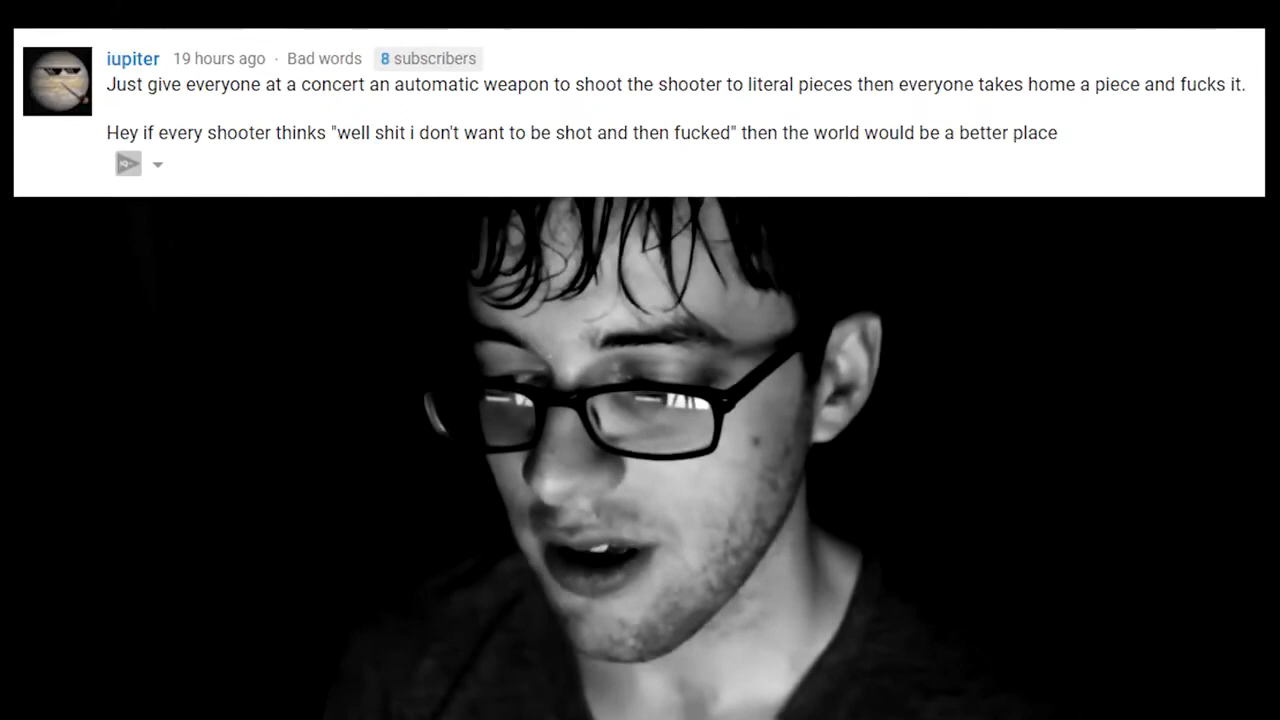 iupiter 19 hours ago · Bad words 8 subscribers
Just give everyone at a concert an automatic weapon to shoot the shooter to literal pieces then everyone takes home a piece and fucks it.
Hey if every shooter thinks "well shit i don't want to be shot and then fucked" then the world would be a better place